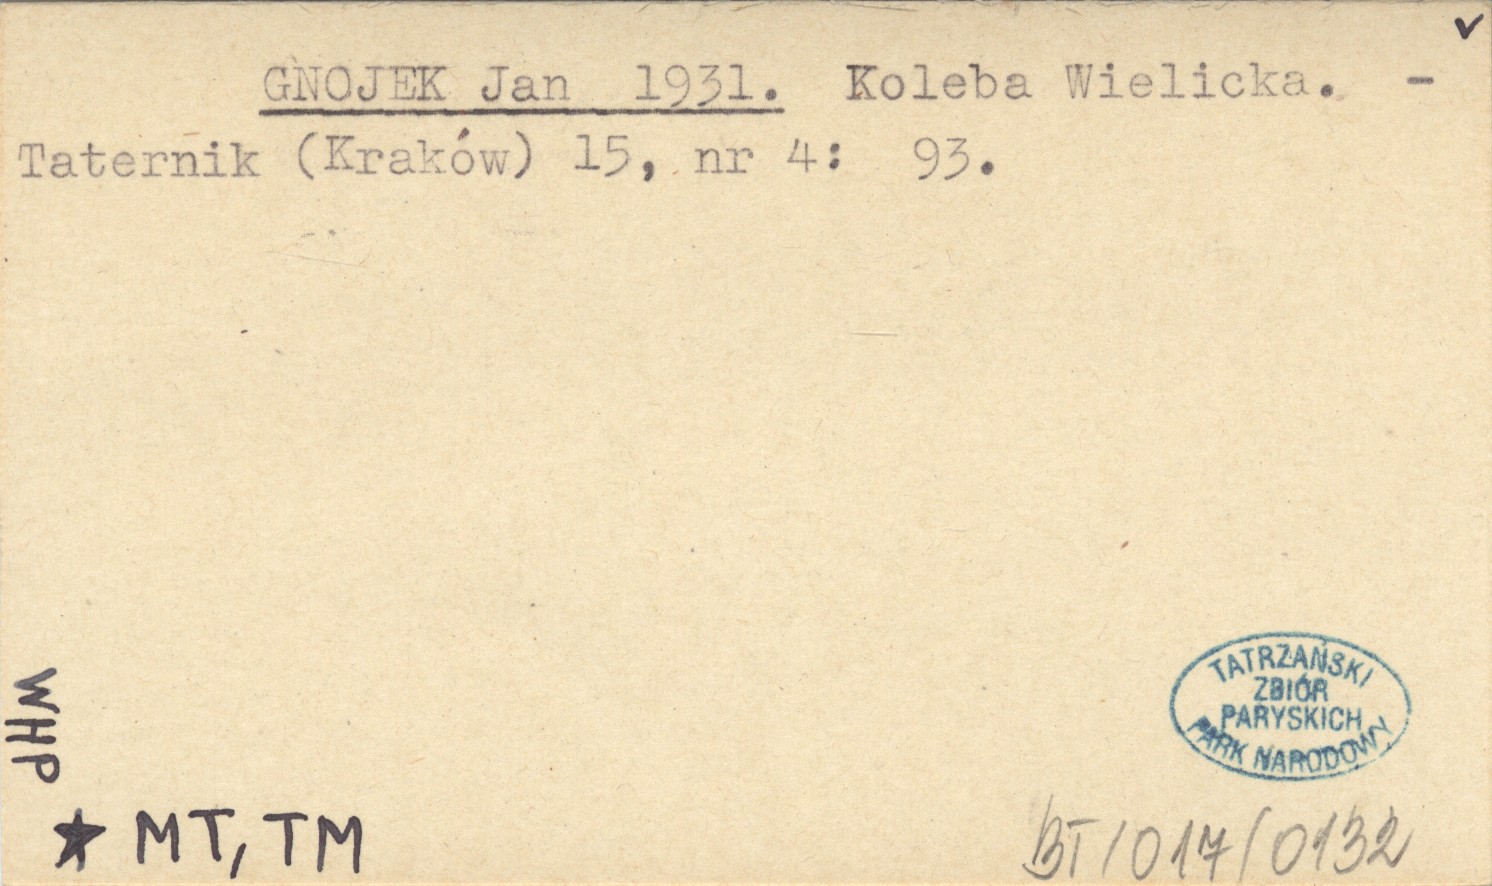 ✓
GNOJEK Jan 1931. Koleba Wielicka. -
Taternik (Kraków) 15, nr 4: 93.
WHP
★ MT, TM
TATRZAŃSKI
ZBIÓR
PARYSKICH
PARK NARODOWY
BT/017/0132